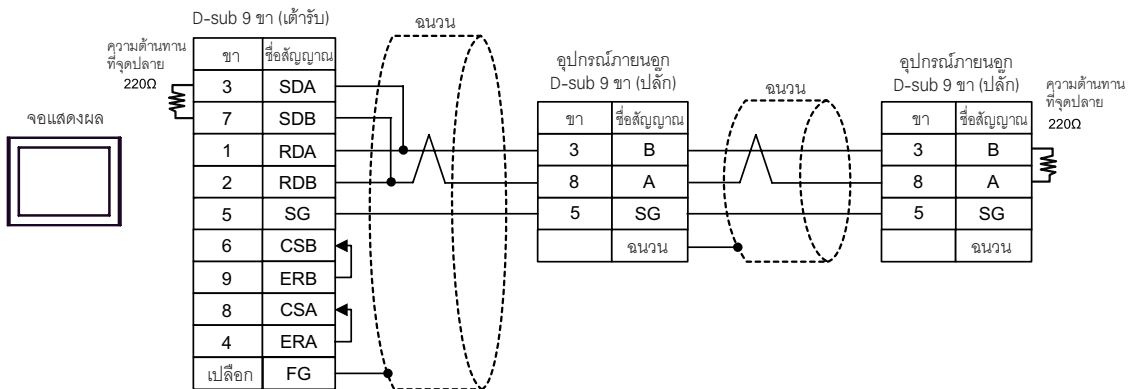 D-sub 9 ขา (เต้ารับ)
ฉนวน
ความต้านทาน
ที่จุดปลาย
220Ω
ขา ชื่อสัญญาณ
3 SDA
7 SDB
1 RDA
2 RDB
5 SG
6 CSB
9 ERB
8 CSA
4 ERA
เปลือก FG
จอแสดงผล
อุปกรณ์ภายนอก
D-sub 9 ขา (ปลั๊ก)
ขา ชื่อสัญญาณ
3 B
8 A
5 SG
ฉนวน
ฉนวน
อุปกรณ์ภายนอก
D-sub 9 ขา (ปลั๊ก)
ขา ชื่อสัญญาณ
3 B
8 A
5 SG
ฉนวน
ความต้านทาน
ที่จุดปลาย
220Ω